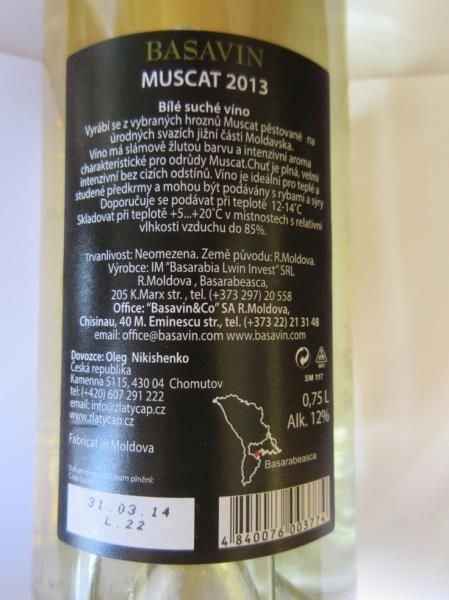 BASAVIN
MUSCAT 2013
Bílé suché víno
Vyrábí se z vybraných hroznů Muscat pěstované na
úrodných svazích jižní části Moldavska.
Víno má slámově žlutou barvu a intenzivní aroma
charakteristické pro odrůdy Muscat.Chuť je plná, velmi
intenzivní bez cizích odstínů. Víno je ideální pro teplé a
studené předkrmy a mohou být podávány s rybami a sýry
Doporučuje se podávat při teplotě 12-14°C
Skladovat při teplotě +5...+20°C v místnostech s relativní
vlhkosti vzduchu do 85%.
Trvanlivost: Neomezena. Země původu: R.Moldova.
Výrobce: IM "Basarabia Lwin Invest" SRL
R.Moldova , Basarabeasca,
205 K.Marx str. , tel. (+373 297) 20 558
Office: "Basavin&Co" SA R.Moldova,
Chisinau, 40 M. Eminescu str., tel. (+373 22) 21 31 48
email: office@basavin.com www.basavin.com
Dovozce: Oleg Nikishenko
Česká republika
Kamenna 5115, 430 04 Chomutov
tel: (+420) 607 291 222
email: info@zlatycap.cz
www.zlatycap.cz
Fabricat in Moldova
SM 117
0,75 L
Alk. 12%
Basarabeasca
plnění:
31.03.14
L.22
4 840076 003774